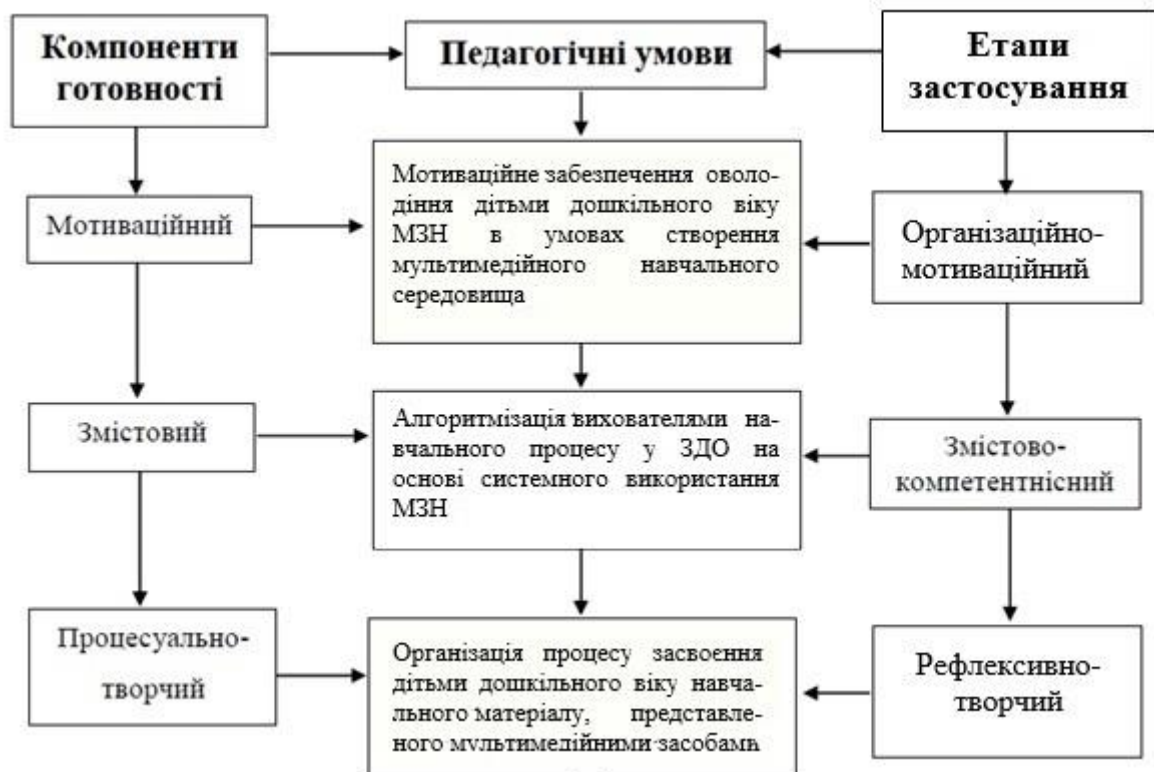 Компоненти
готовності
Педагогічні умови
Етапи
застосування
Мотиваційне забезпечення оволо-
діння дітьми дошкільного віку
МЗН в умовах створення
мультимедійного навчального
середовища
Мотиваційний
Організаційно-
мотиваційний
Алгоритмізація вихователями на-
вчального процесу у ЗДО на
основі системного використання
МЗН
Змістовий
Змістово-
компетентнісний
Процесуально-
творчий
Організація процесу засвоєння
дітьми дошкільного віку навча-
льного матеріалу, представле-
ного мультимедійними засобами
Рефлексивно-
творчий